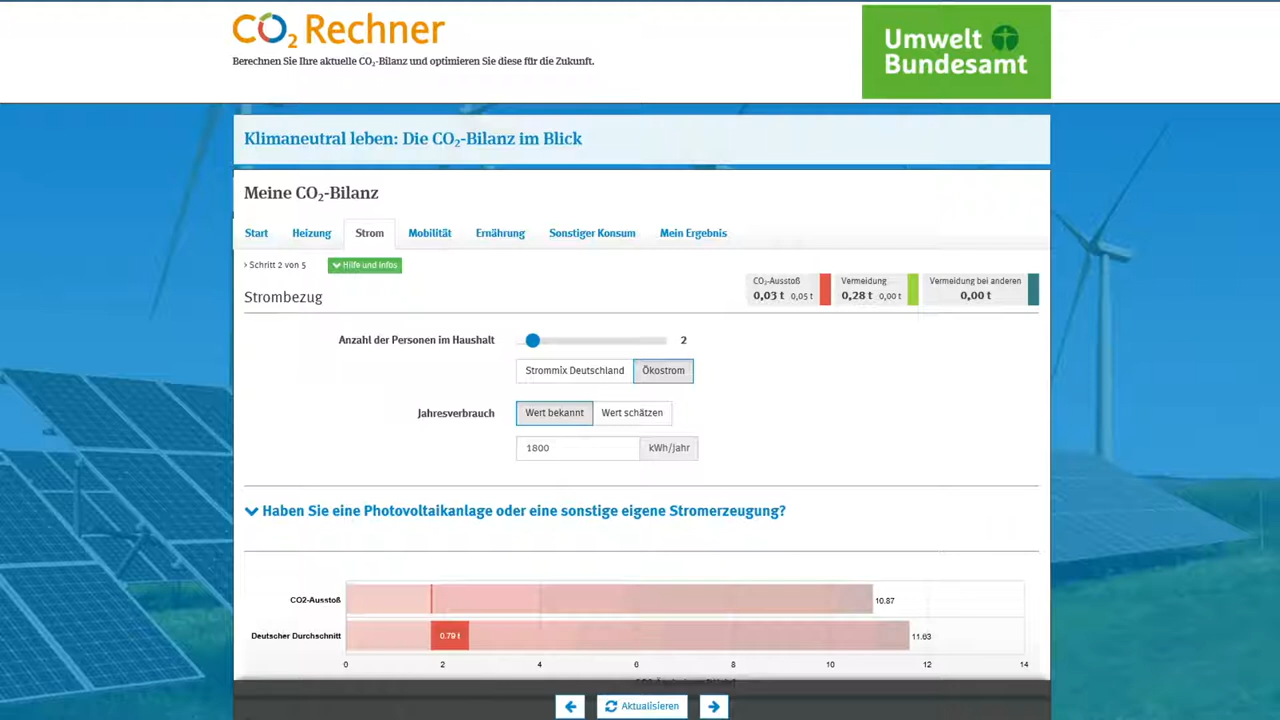 CO₂ Rechner
Berechnen Sie Ihre aktuelle CO₂-Bilanz und optimieren Sie diese für die Zukunft.
Umwelt
Bundesamt
Klimaneutral leben: Die CO₂-Bilanz im Blick
Meine CO₂-Bilanz
Start Heizung Strom Mobilität Ernährung Sonstiger Konsum Mein Ergebnis
› Schritt 2 von 5 Hilfe und Infos
CO₂-Ausstoß Vermeidung Vermeidung bei anderen
0,03 t 0,05 t 0,28 t 0,00 t 0,00 t
Strombezug
Anzahl der Personen im Haushalt 2
Strommix Deutschland Ökostrom
Jahresverbrauch Wert bekannt Wert schätzen
1800 kWh/Jahr
Haben Sie eine Photovoltaikanlage oder eine sonstige eigene Stromerzeugung?
CO2-Ausstoß 10.87
Deutscher Durchschnitt 0.79 t 11.63
0 2 4 6 8 10 12 14
Aktualisieren